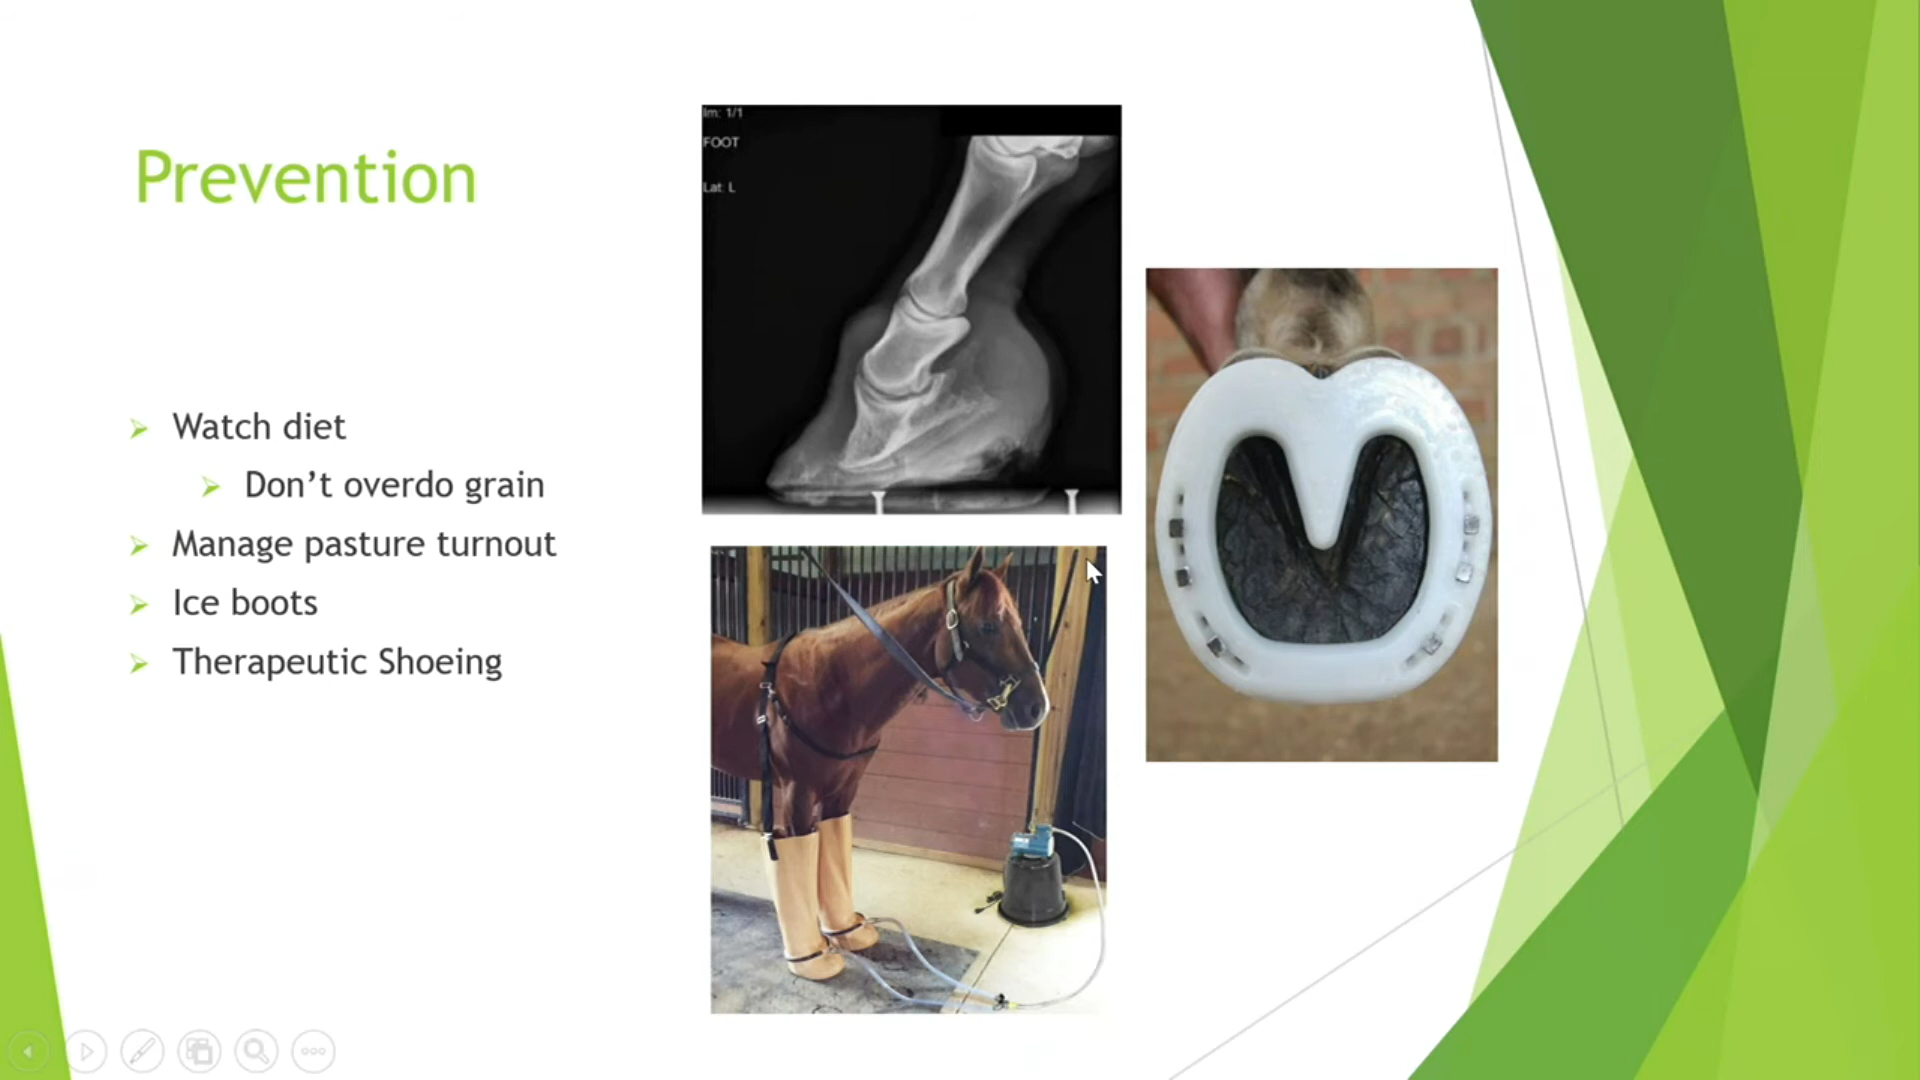 Prevention
Watch diet
Don’t overdo grain
Manage pasture turnout
Ice boots
Therapeutic Shoeing
Im: 1/1
FOOT
Lat: L